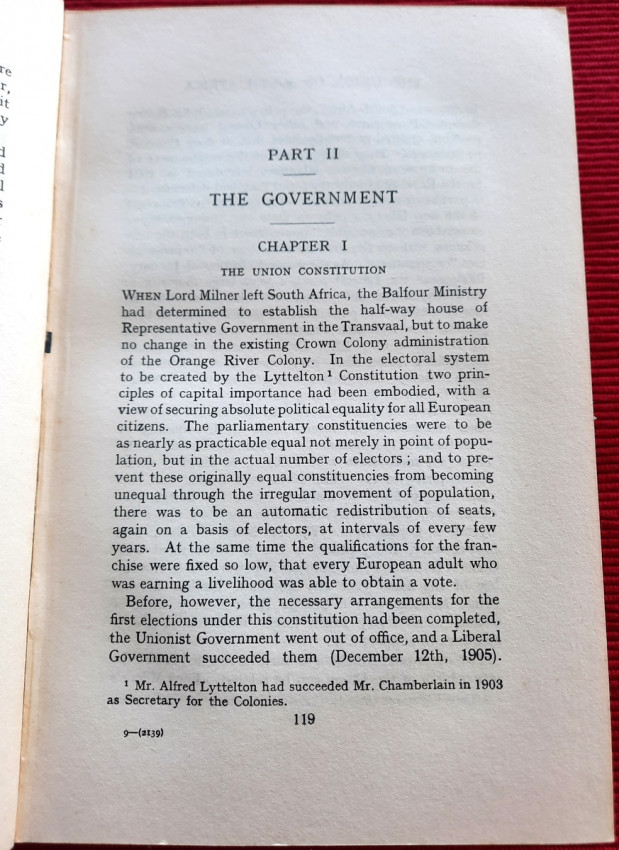 re
r,
it
y
d
d
l
s
PART II
THE GOVERNMENT
CHAPTER I
THE UNION CONSTITUTION
WHEN Lord Milner left South Africa, the Balfour Ministry
had determined to establish the half-way house of
Representative Government in the Transvaal, but to make
no change in the existing Crown Colony administration
of the Orange River Colony. In the electoral system
to be created by the Lyttelton¹ Constitution two prin-
ciples of capital importance had been embodied, with a
view of securing absolute political equality for all European
citizens. The parliamentary constituencies were to be
as nearly as practicable equal not merely in point of popu-
lation, but in the actual number of electors ; and to pre-
vent these originally equal constituencies from becoming
unequal through the irregular movement of population,
there was to be an automatic redistribution of seats,
again on a basis of electors, at intervals of every few
years. At the same time the qualifications for the fran-
chise were fixed so low, that every European adult who
was earning a livelihood was able to obtain a vote.
Before, however, the necessary arrangements for the
first elections under this constitution had been completed,
the Unionist Government went out of office, and a Liberal
Government succeeded them (December 12th, 1905).
¹ Mr. Alfred Lyttelton had succeeded Mr. Chamberlain in 1903
as Secretary for the Colonies.
119
9—(2139)